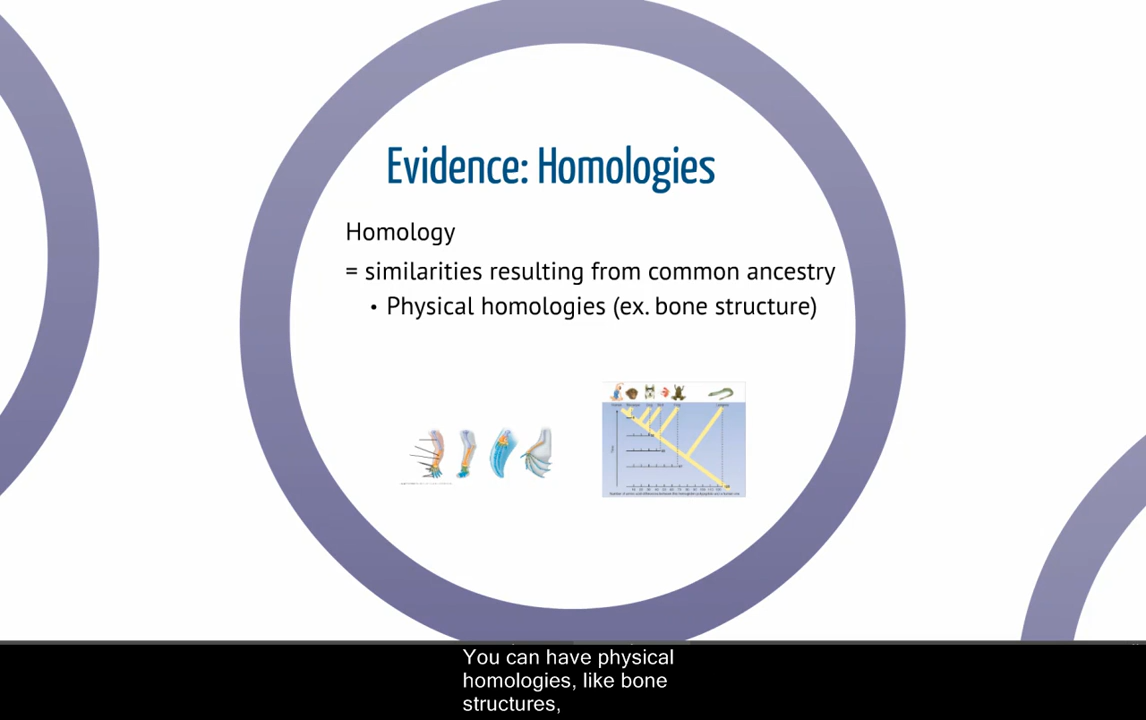 Evidence: Homologies
Homology
= similarities resulting from common ancestry
• Physical homologies (ex. bone structure)
You can have physical
homologies, like bone
structures,